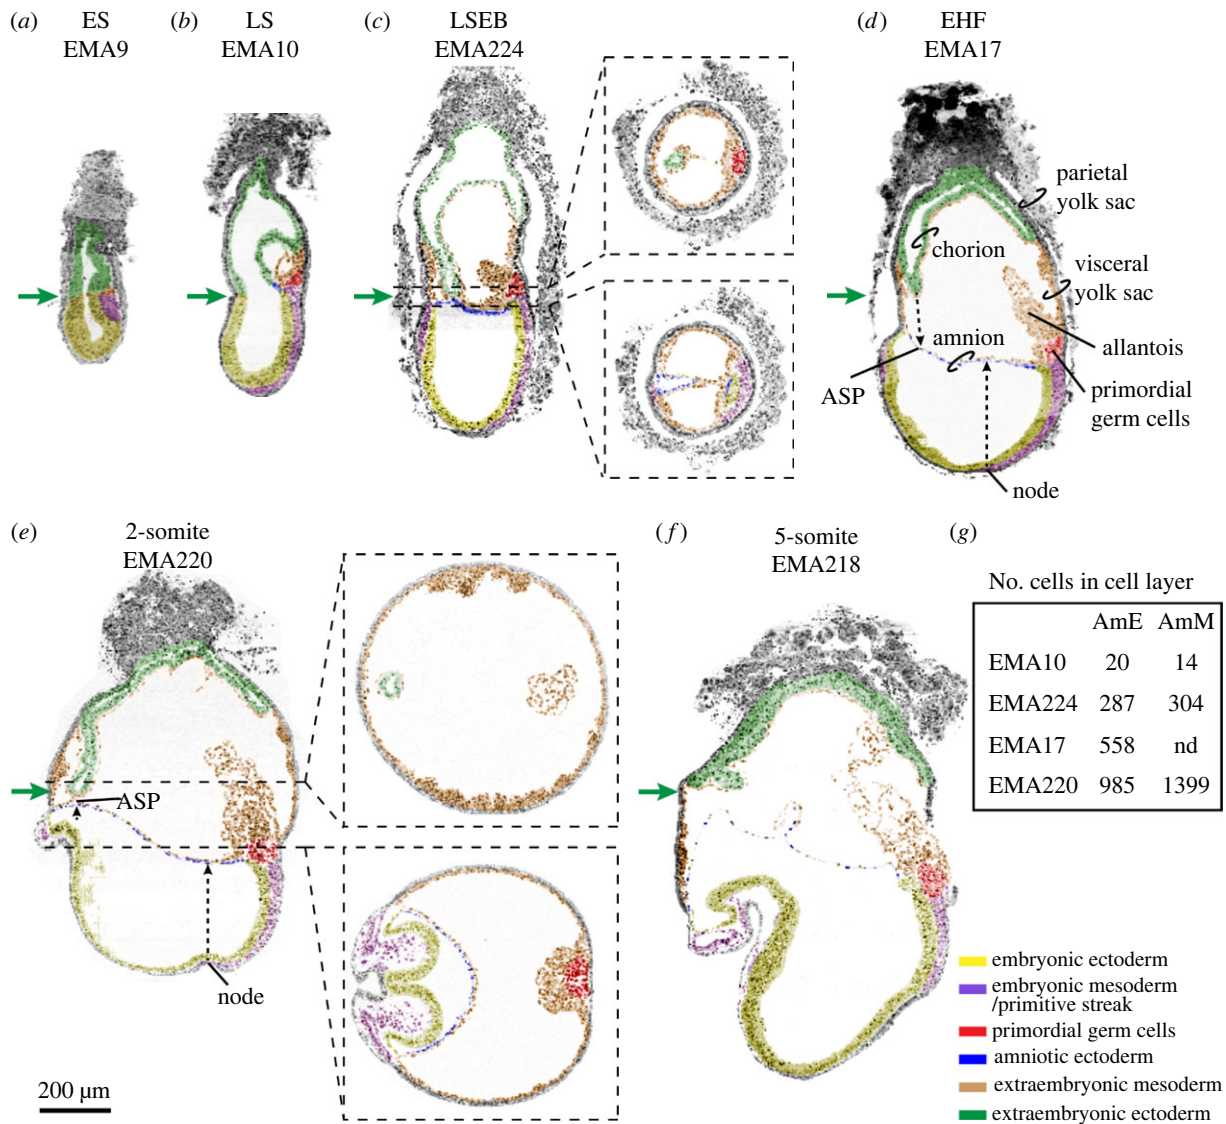 (a) ES
EMA9
(b) LS
EMA10
(c) LSEB
EMA224
(d) EHF
EMA17
parietal
yolk sac
chorion
visceral
yolk sac
amnion
allantois
ASP
primordial
germ cells
node
(e) 2-somite
EMA220
ASP
node
200 µm
(f) 5-somite
EMA218
(g)
No. cells in cell layer
AmE AmM
EMA10 20 14
EMA224 287 304
EMA17 558 nd
EMA220 985 1399
embryonic ectoderm
embryonic mesoderm
/primitive streak
primordial germ cells
amniotic ectoderm
extraembryonic mesoderm
extraembryonic ectoderm